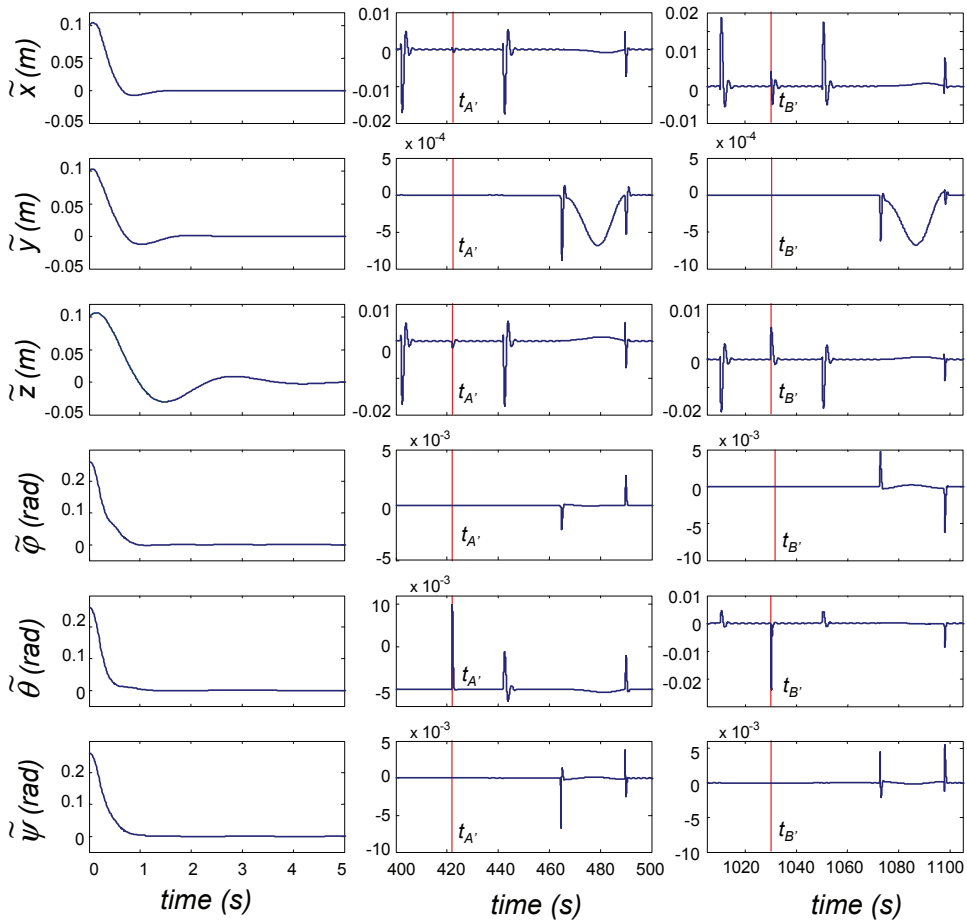 x̃ (m)
0.1
0.05
0
-0.05
0.01
0
-0.01
-0.02
t_A'
0.02
0.01
0
-0.01
t_B'
ỹ (m)
0.1
0.05
0
-0.05
x 10^-4
5
0
-5
-10
t_A'
x 10^-4
5
0
-5
-10
t_B'
z̃ (m)
0.1
0.05
0
-0.05
0.01
0
-0.02
t_A'
0.01
0
-0.02
t_B'
φ̃ (rad)
0.2
0.1
0
x 10^-3
5
0
-5
t_A'
x 10^-3
5
0
-5
-10
t_B'
θ̃ (rad)
0.2
0.1
0
x 10^-3
10
0
-5
t_A'
0.01
0
-0.01
-0.02
t_B'
ψ̃ (rad)
0.2
0.1
0
0 1 2 3 4 5
time (s)
x 10^-3
5
0
-5
-10
t_A'
400 420 440 460 480 500
time (s)
x 10^-3
5
0
-5
-10
t_B'
1020 1040 1060 1080 1100
time (s)